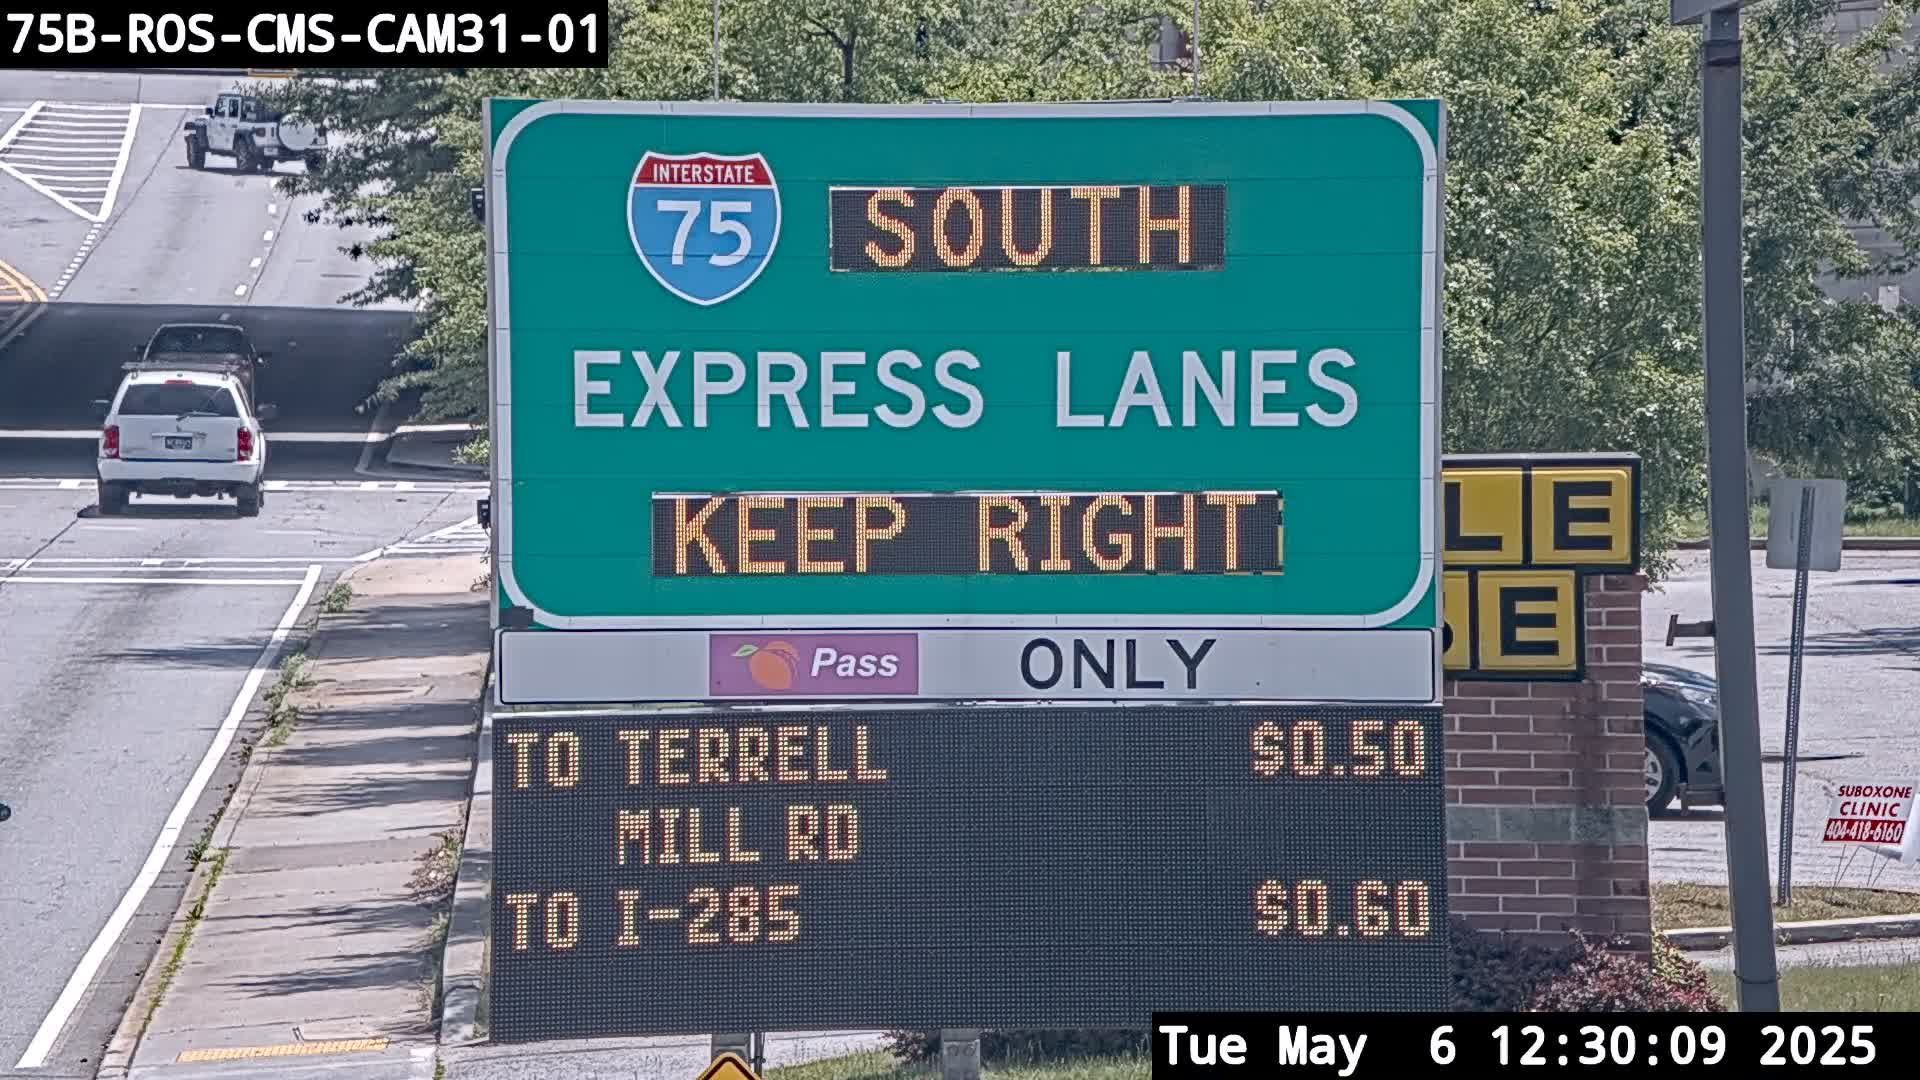 75B-ROS-CMS-CAM31-01
INTERSTATE
75
SOUTH
EXPRESS LANES
KEEP RIGHT
Pass ONLY
TO TERRELL $0.50
MILL RD
TO I-285 $0.60
LE
E
SUBOXONE
CLINIC
404-418-6160
Tue May 6 12:30:09 2025